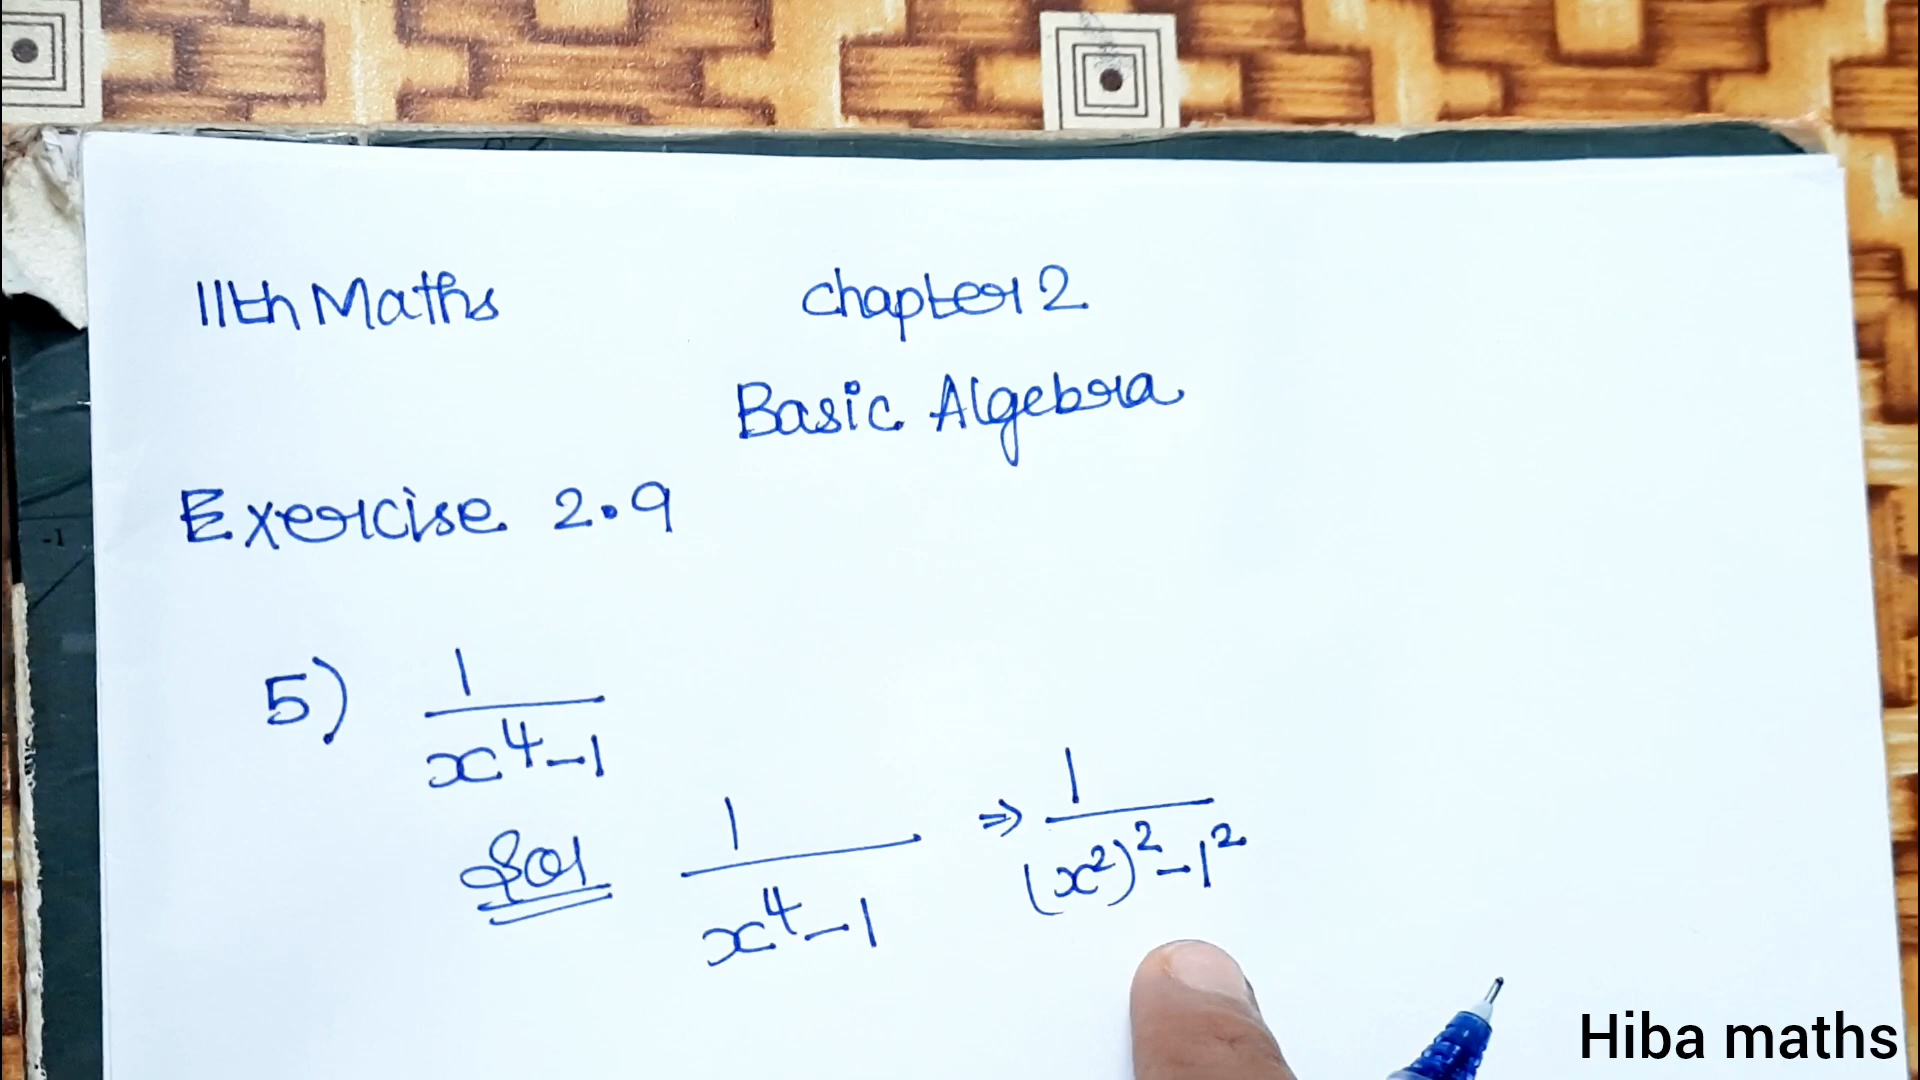 11th Maths chapter 2
Basic Algebra
Exercise 2.9
5) 1/(x⁴-1)
Sol 1/(x⁴-1) ⇒ 1/((x²)²-1²)
Hiba maths